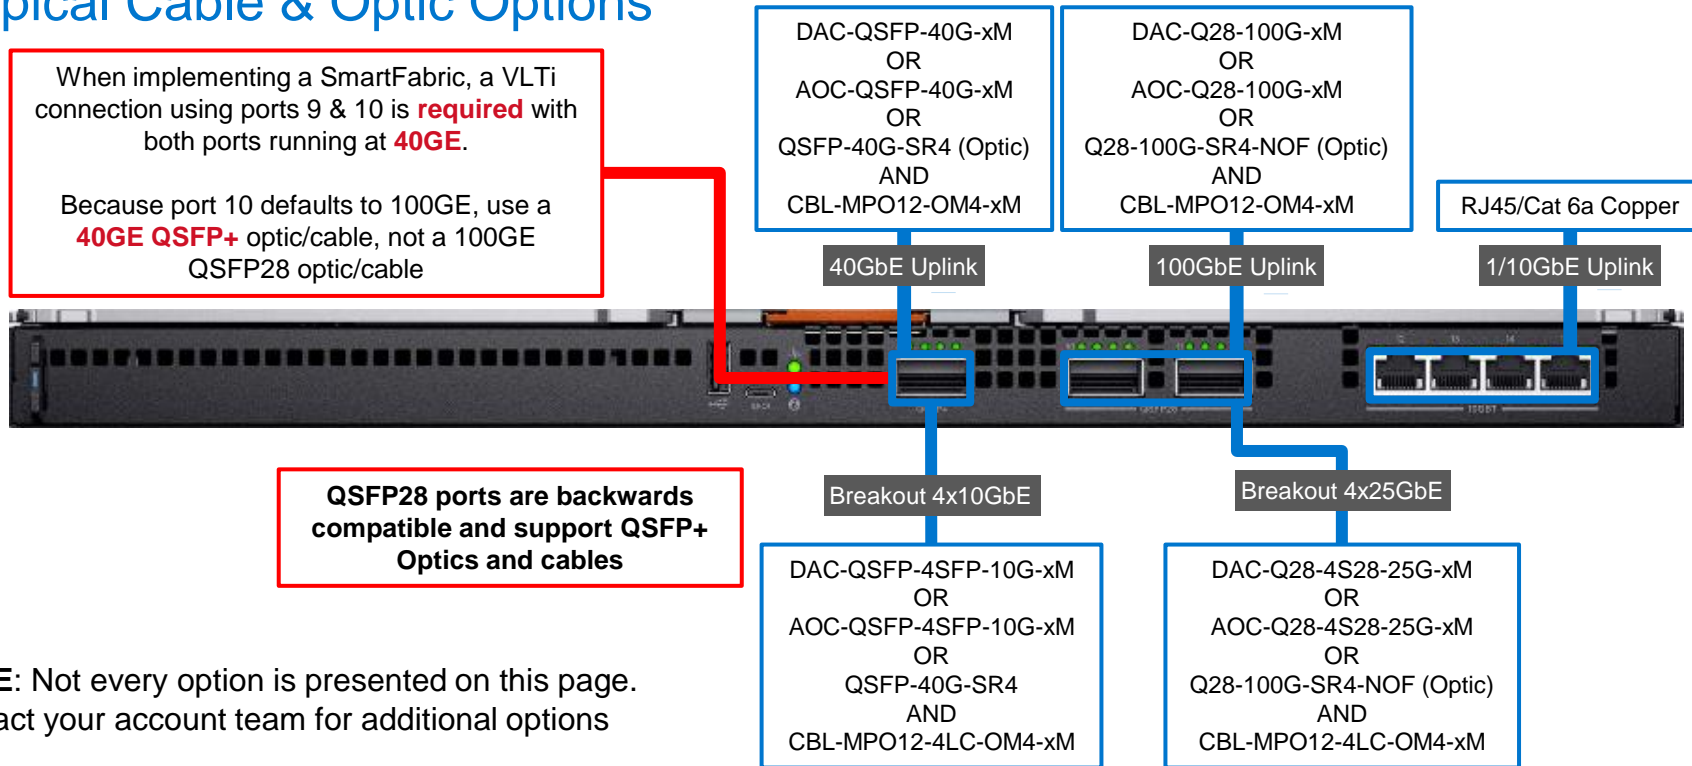 pical Cable & Optic Options
When implementing a SmartFabric, a VLTi
connection using ports 9 & 10 is required with
both ports running at 40GE.
Because port 10 defaults to 100GE, use a
40GE QSFP+ optic/cable, not a 100GE
QSFP28 optic/cable
DAC-QSFP-40G-xM
OR
AOC-QSFP-40G-xM
OR
QSFP-40G-SR4 (Optic)
AND
CBL-MPO12-OM4-xM
40GbE Uplink
DAC-Q28-100G-xM
OR
AOC-Q28-100G-xM
OR
Q28-100G-SR4-NOF (Optic)
AND
CBL-MPO12-OM4-xM
100GbE Uplink
RJ45/Cat 6a Copper
1/10GbE Uplink
12 13 14
QSFP28
10GBT
QSFP28 ports are backwards
compatible and support QSFP+
Optics and cables
Breakout 4x10GbE
DAC-QSFP-4SFP-10G-xM
OR
AOC-QSFP-4SFP-10G-xM
OR
QSFP-40G-SR4
AND
CBL-MPO12-4LC-OM4-xM
Breakout 4x25GbE
DAC-Q28-4S28-25G-xM
OR
AOC-Q28-4S28-25G-xM
OR
Q28-100G-SR4-NOF (Optic)
AND
CBL-MPO12-4LC-OM4-xM
E: Not every option is presented on this page.
act your account team for additional options